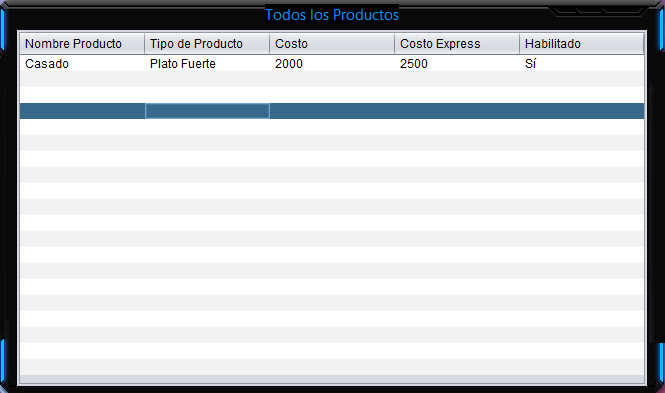 Todos los Productos
Nombre Producto Tipo de Producto Costo Costo Express Habilitado
Casado Plato Fuerte 2000 2500 Sí